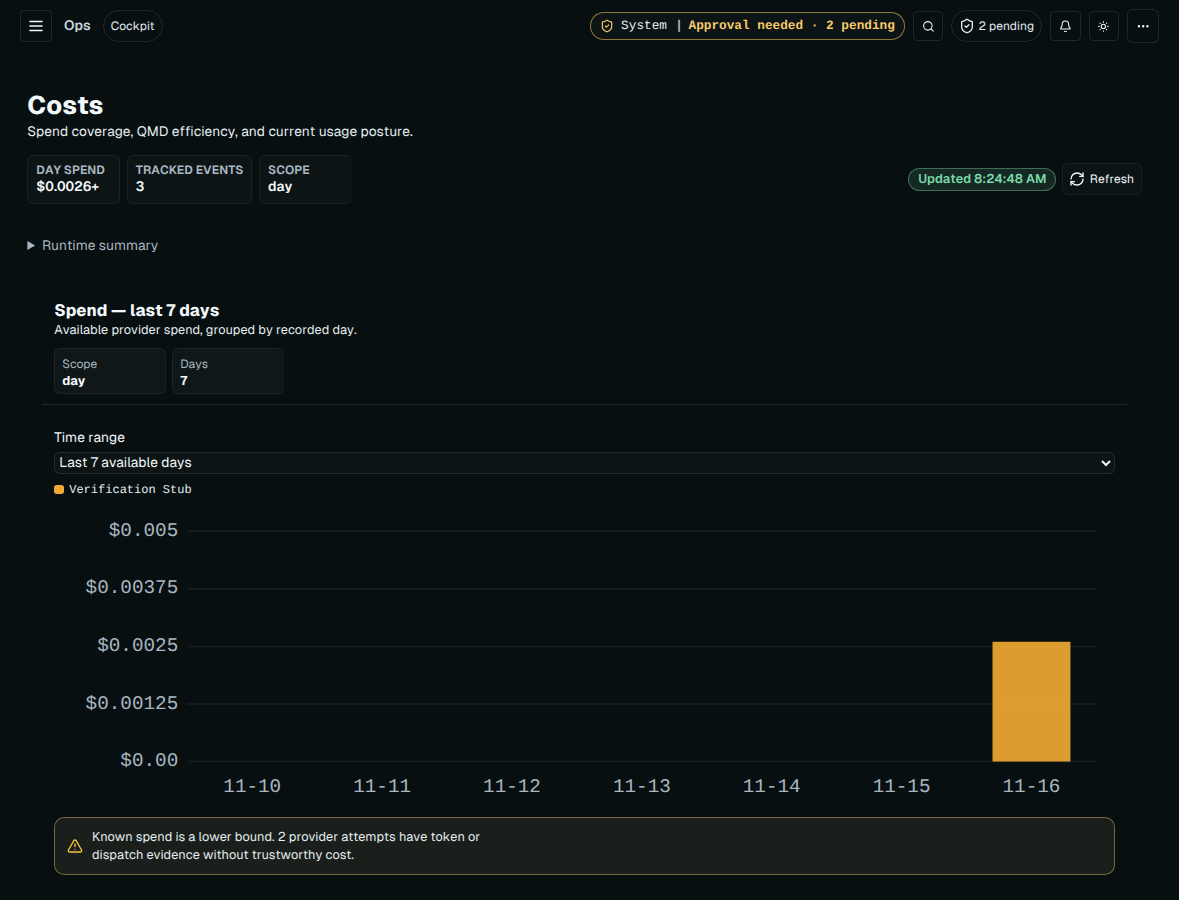 Ops
Cockpit
System | Approval needed · 2 pending
2 pending
Costs
Spend coverage, QMD efficiency, and current usage posture.
DAY SPEND
$0.0026+
TRACKED EVENTS
3
SCOPE
day
Updated 8:24:48 AM
Refresh
Runtime summary
Spend — last 7 days
Available provider spend, grouped by recorded day.
Scope
day
Days
7
Time range
Last 7 available days
Verification Stub
$0.005
$0.00375
$0.0025
$0.00125
$0.00
11-10 11-11 11-12 11-13 11-14 11-15 11-16
Known spend is a lower bound. 2 provider attempts have token or
dispatch evidence without trustworthy cost.